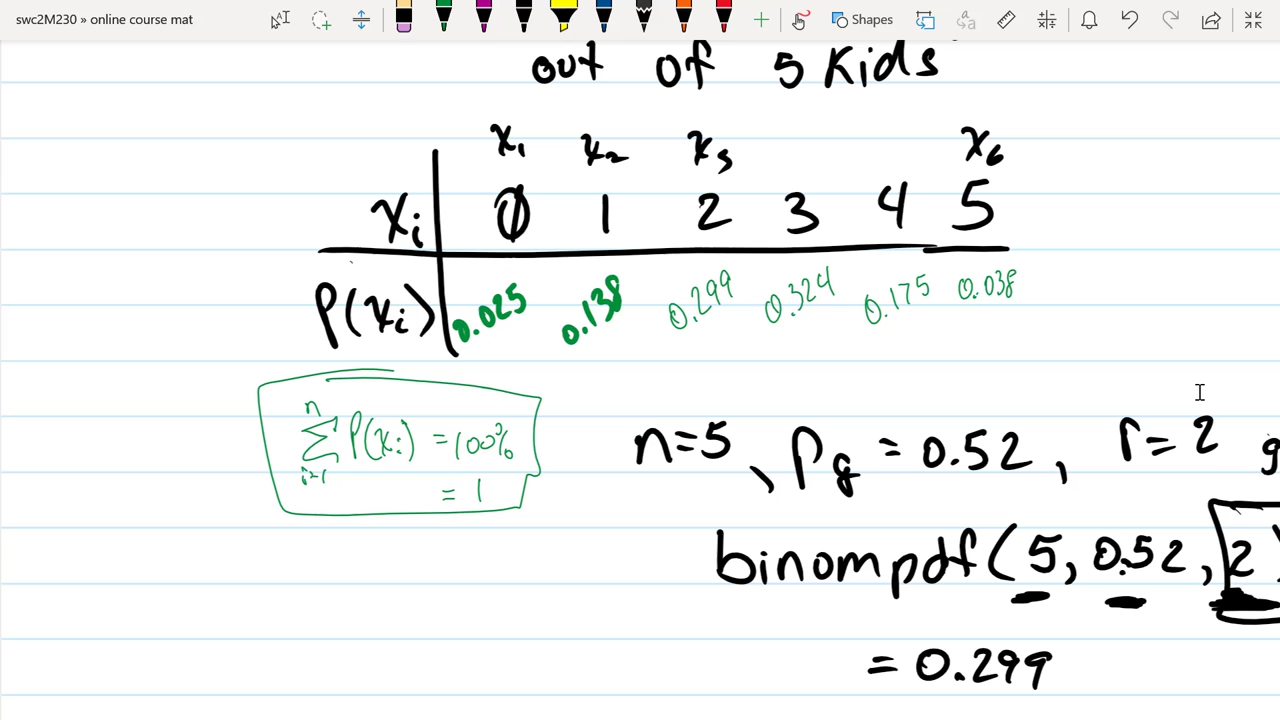 swc2M230 » online course mat
Shapes
out of 5 kids
x₁ x₂ x₃ x₆
xᵢ 0 1 2 3 4 5
P(xᵢ) 0.025 0.138 0.299 0.324 0.175 0.038
n
∑ P(xᵢ) = 100%
i=1
= 1
n=5, Pg = 0.52, r=2 g
binompdf(5, 0.52, 2)
= 0.299